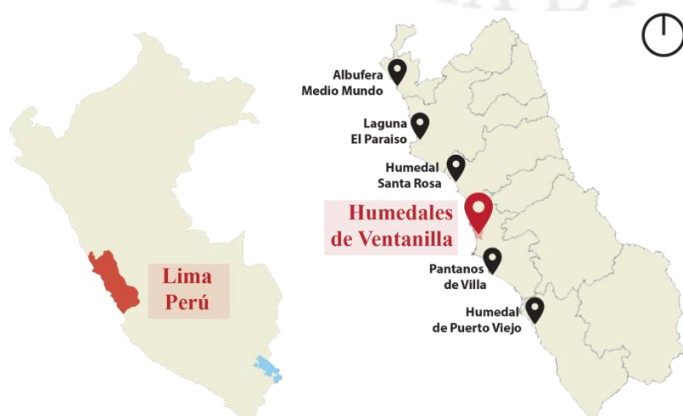 Albufera
Medio Mundo
Laguna
El Paraiso
Humedal
Santa Rosa
Humedales
de Ventanilla
Lima
Perú
Pantanos
de Villa
Humedal
de Puerto Viejo